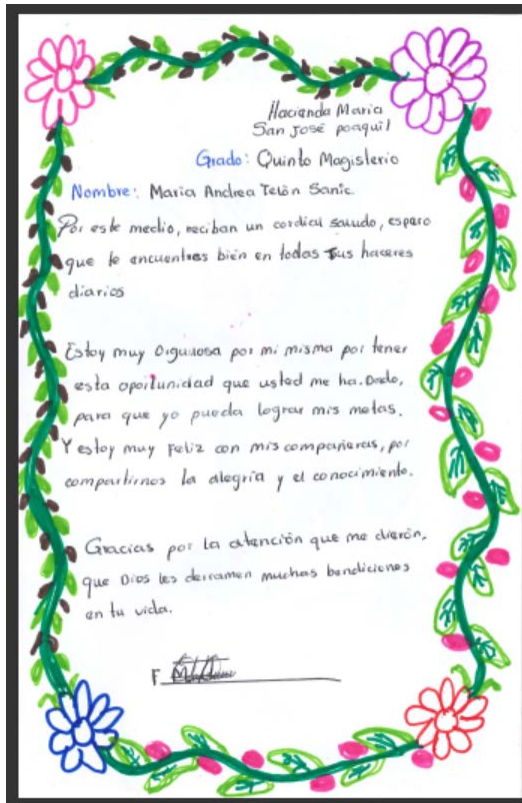 Hacienda Maria
San José poaquil
Grado: Quinto Magisterio
Nombre: Maria Andrea Telón Sanic.
Por este medio, reciban un cordial saudo, espero
que te encuentres bién en todas Tus haceres
diarios
Estoy muy Orgullosa por mi misma por tener
esta oportunidad que usted me ha. Dado,
para que yo pueda lograr mis metas.
Y estoy muy Feliz con mis compañeras, por
compartirnos la alegría y el conocimiento.
Gracias por la atención que me dierón,
que Dios les derramen muchas bendiciones
en tu vida.
F